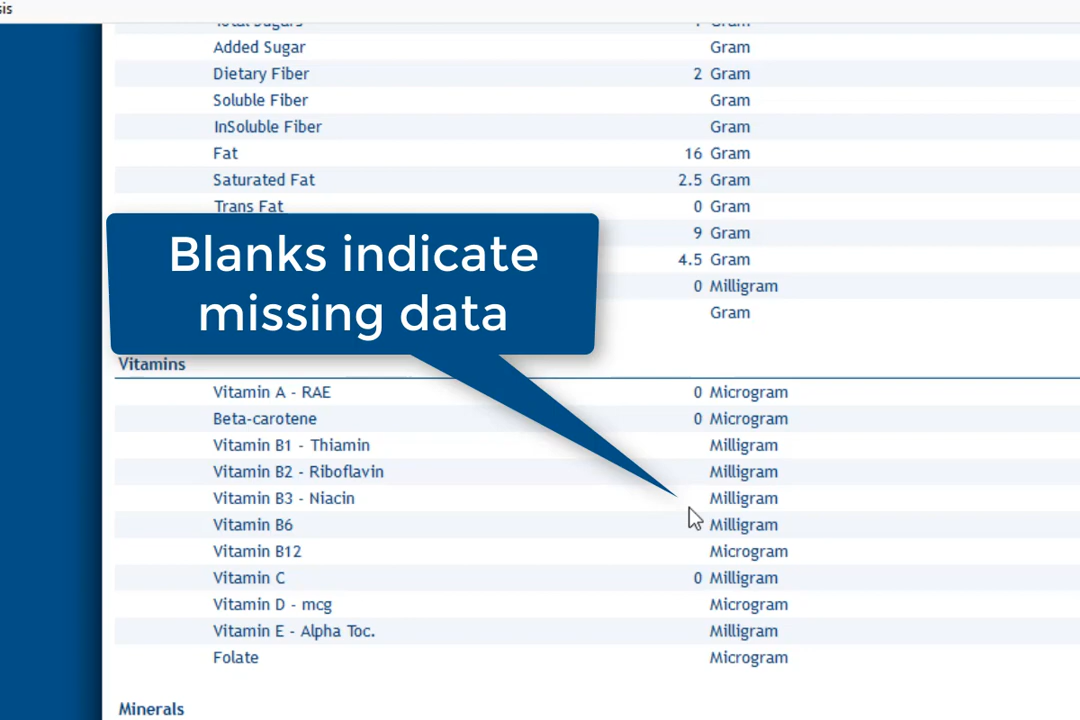 sis
Total Sugars Gram
Added Sugar Gram
Dietary Fiber 2 Gram
Soluble Fiber Gram
InSoluble Fiber Gram
Fat 16 Gram
Saturated Fat 2.5 Gram
Trans Fat 0 Gram
9 Gram
4.5 Gram
0 Milligram
Gram
Blanks indicate
missing data
Vitamins
Vitamin A - RAE 0 Microgram
Beta-carotene 0 Microgram
Vitamin B1 - Thiamin Milligram
Vitamin B2 - Riboflavin Milligram
Vitamin B3 - Niacin Milligram
Vitamin B6 Milligram
Vitamin B12 Microgram
Vitamin C 0 Milligram
Vitamin D - mcg Microgram
Vitamin E - Alpha Toc. Milligram
Folate Microgram
Minerals